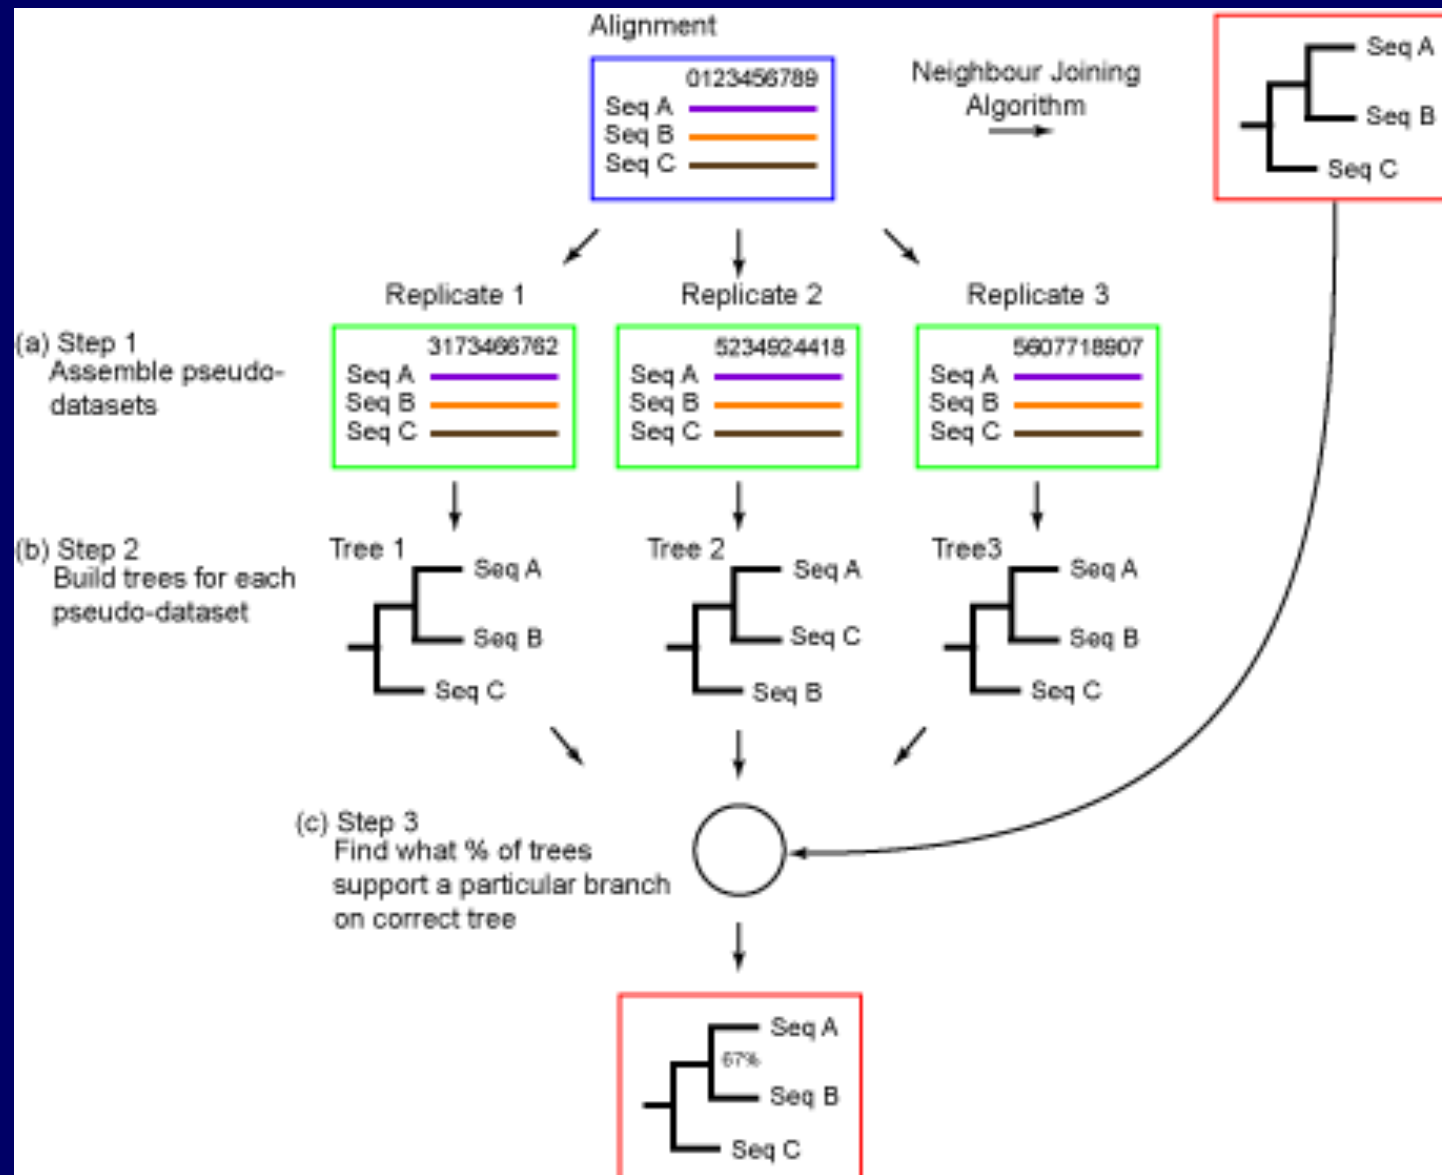 Alignment
0123456789
Seq A
Seq B
Seq C
Neighbour Joining
Algorithm
Seq A
Seq B
Seq C
Replicate 1
Replicate 2
Replicate 3
(a) Step 1
Assemble pseudo-
datasets
3173466762
Seq A
Seq B
Seq C
5234924418
Seq A
Seq B
Seq C
5607718907
Seq A
Seq B
Seq C
(b) Step 2
Build trees for each
pseudo-dataset
Tree 1
Seq A
Seq B
Seq C
Tree 2
Seq A
Seq C
Seq B
Tree3
Seq A
Seq B
Seq C
(c) Step 3
Find what % of trees
support a particular branch
on correct tree
Seq A
67%
Seq B
Seq C